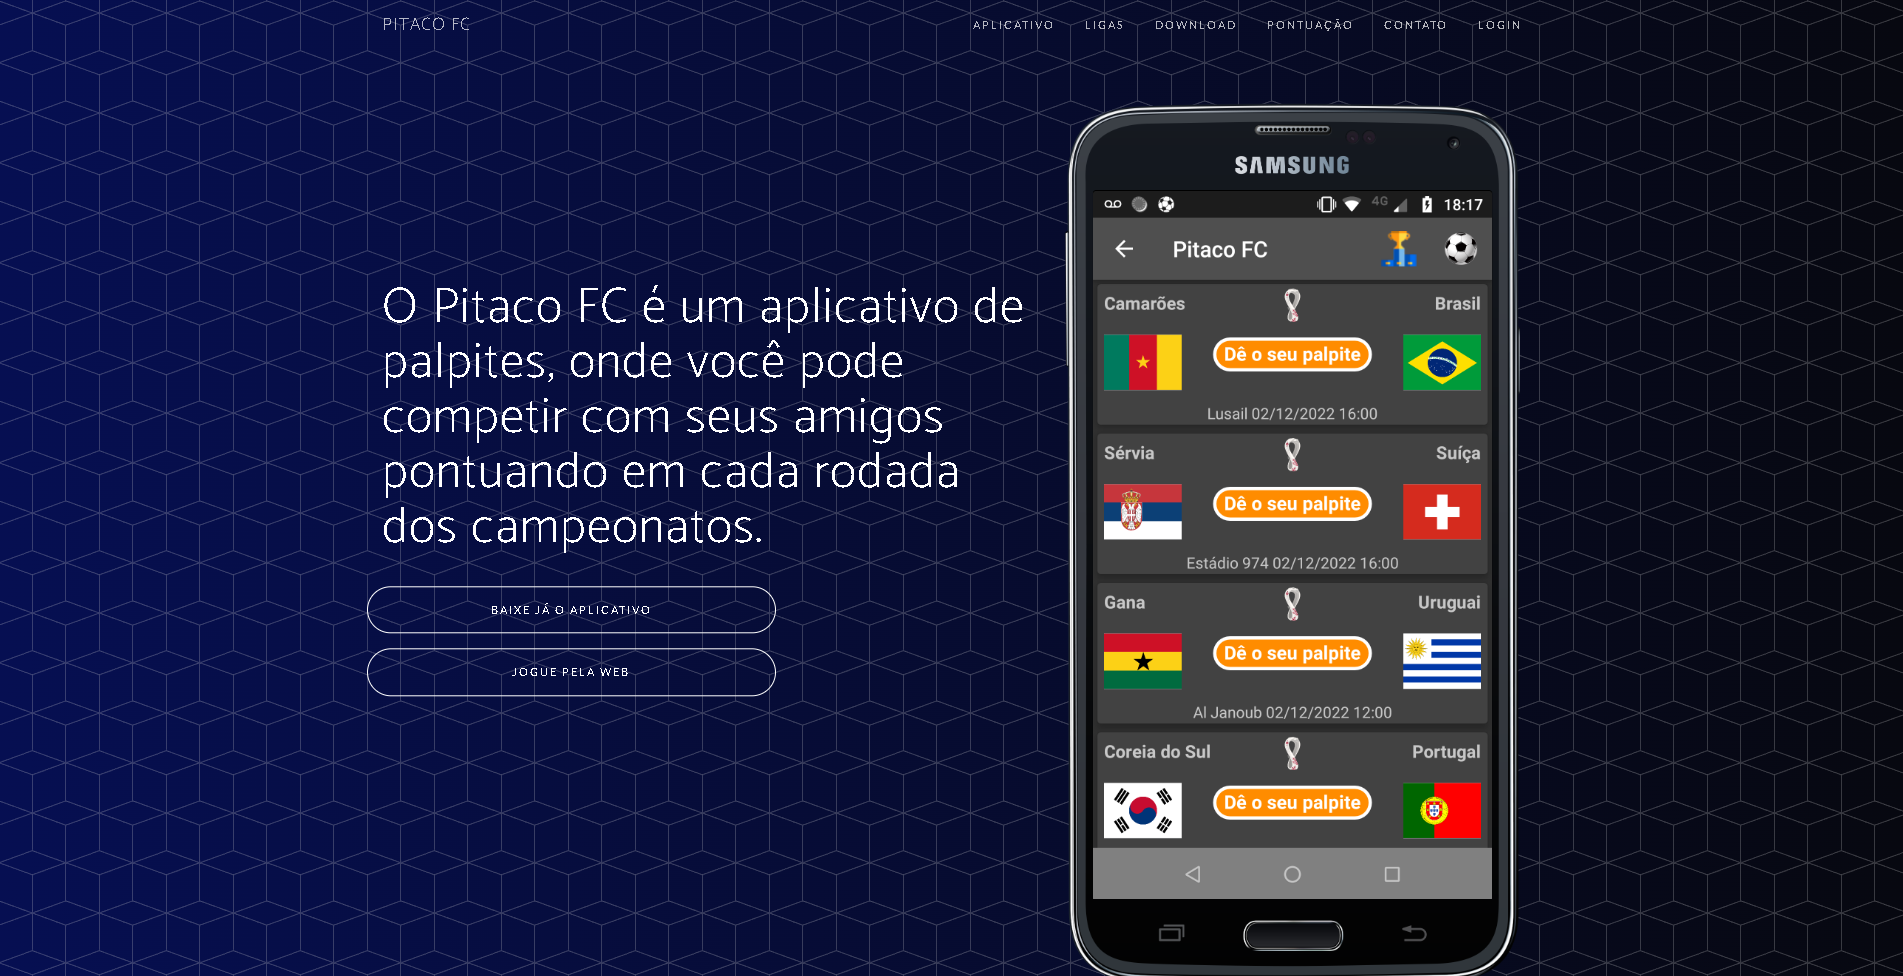 PITACO FC
APLICATIVO LIGAS DOWNLOAD PONTUAÇÃO CONTATO LOGIN
O Pitaco FC é um aplicativo de
palpites, onde você pode
competir com seus amigos
pontuando em cada rodada
dos campeonatos.
BAIXE JÁ O APLICATIVO
JOGUE PELA WEB
SAMSUNG
4G 18:17
Pitaco FC
Camarões Brasil
Dê o seu palpite
Lusail 02/12/2022 16:00
Sérvia Suíça
Dê o seu palpite
Estádio 974 02/12/2022 16:00
Gana Uruguai
Dê o seu palpite
Al Janoub 02/12/2022 12:00
Coreia do Sul Portugal
Dê o seu palpite